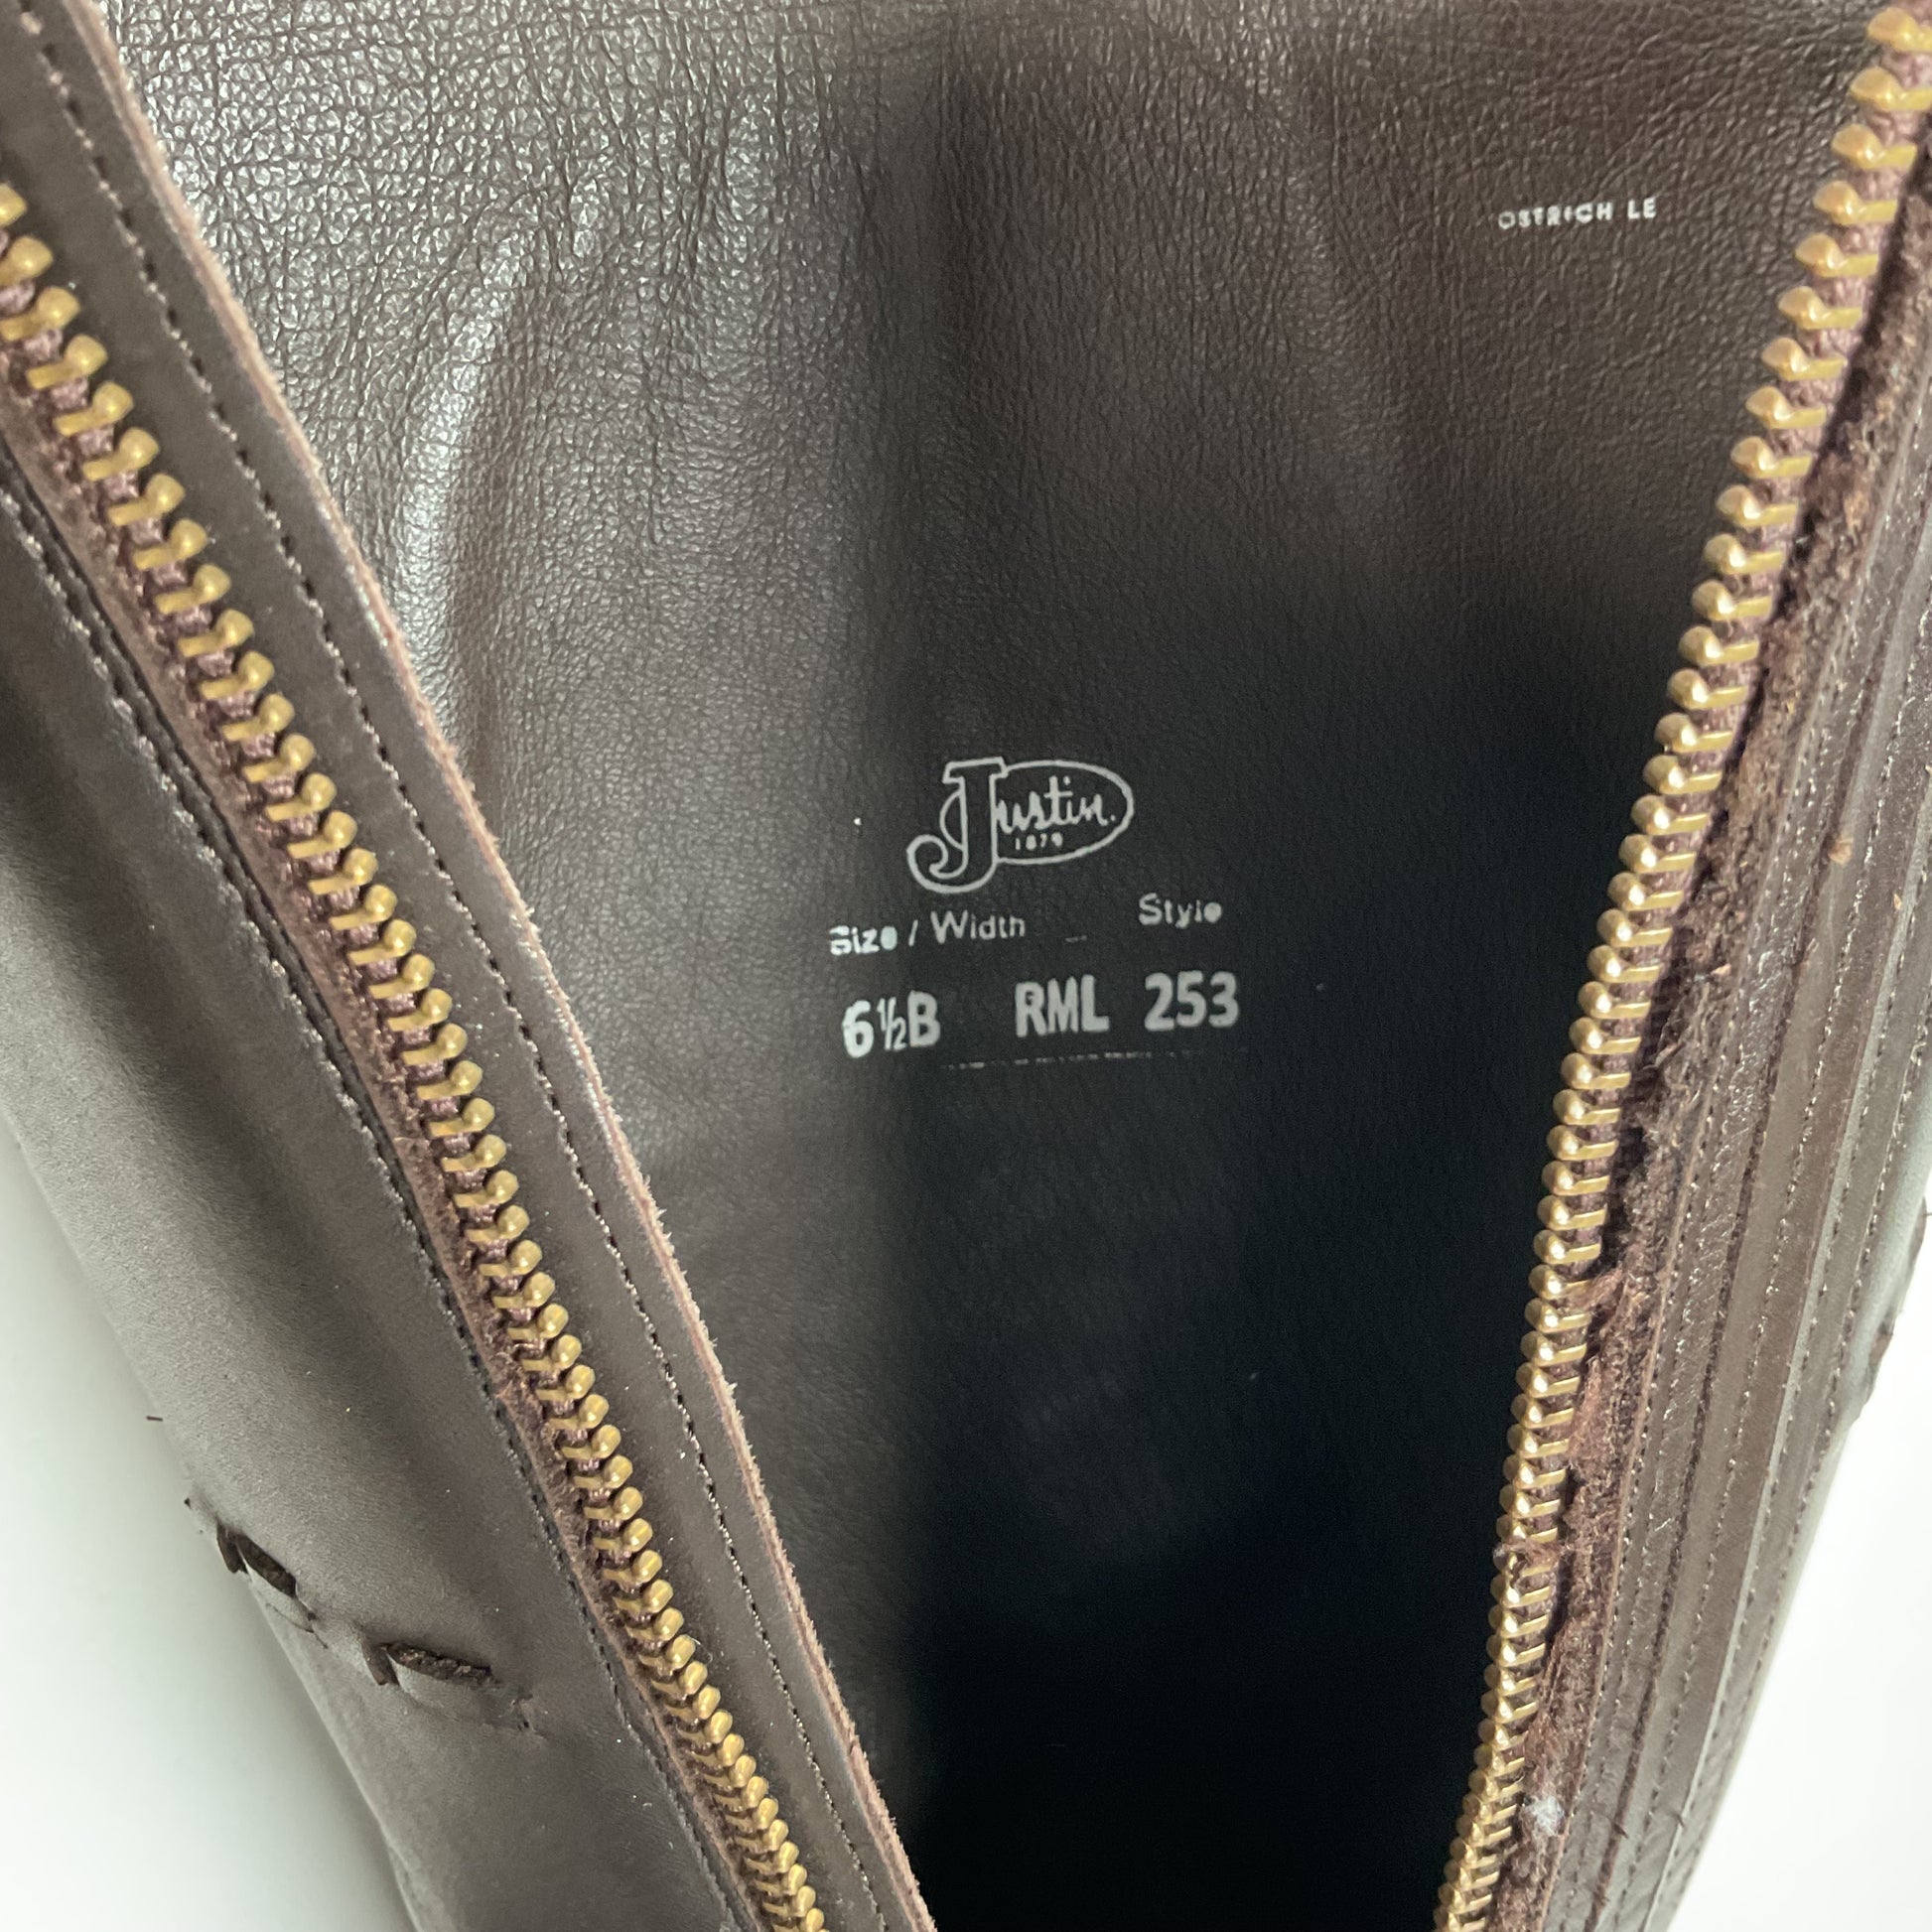 OSTRICH LE
Justin.
1879
Size / Width Style
6½B RML 253